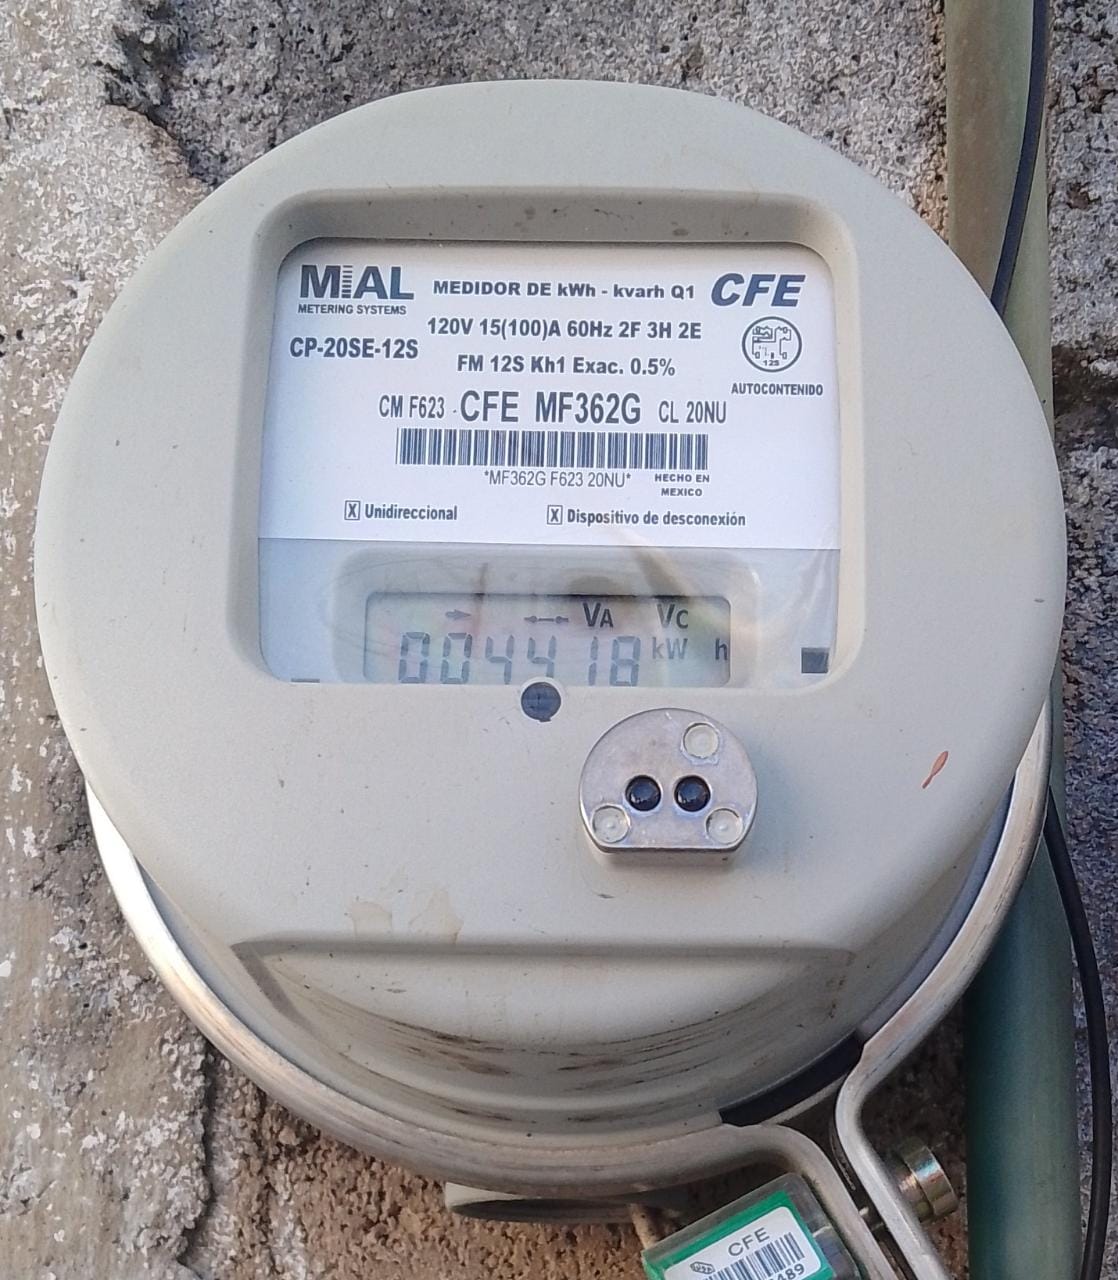 MIAL
METERING SYSTEMS
MEDIDOR DE kWh - kvarh Q1
CFE
120V 15(100)A 60Hz 2F 3H 2E
CP-20SE-12S
FM 12S Kh1 Exac. 0.5%
12S
AUTOCONTENIDO
CM F623 - CFE MF362G CL 20NU
*MF362G F623 20NU*
HECHO EN
MEXICO
X Unidireccional
X Dispositivo de desconexión
VA VC
004418 kW h
CFE